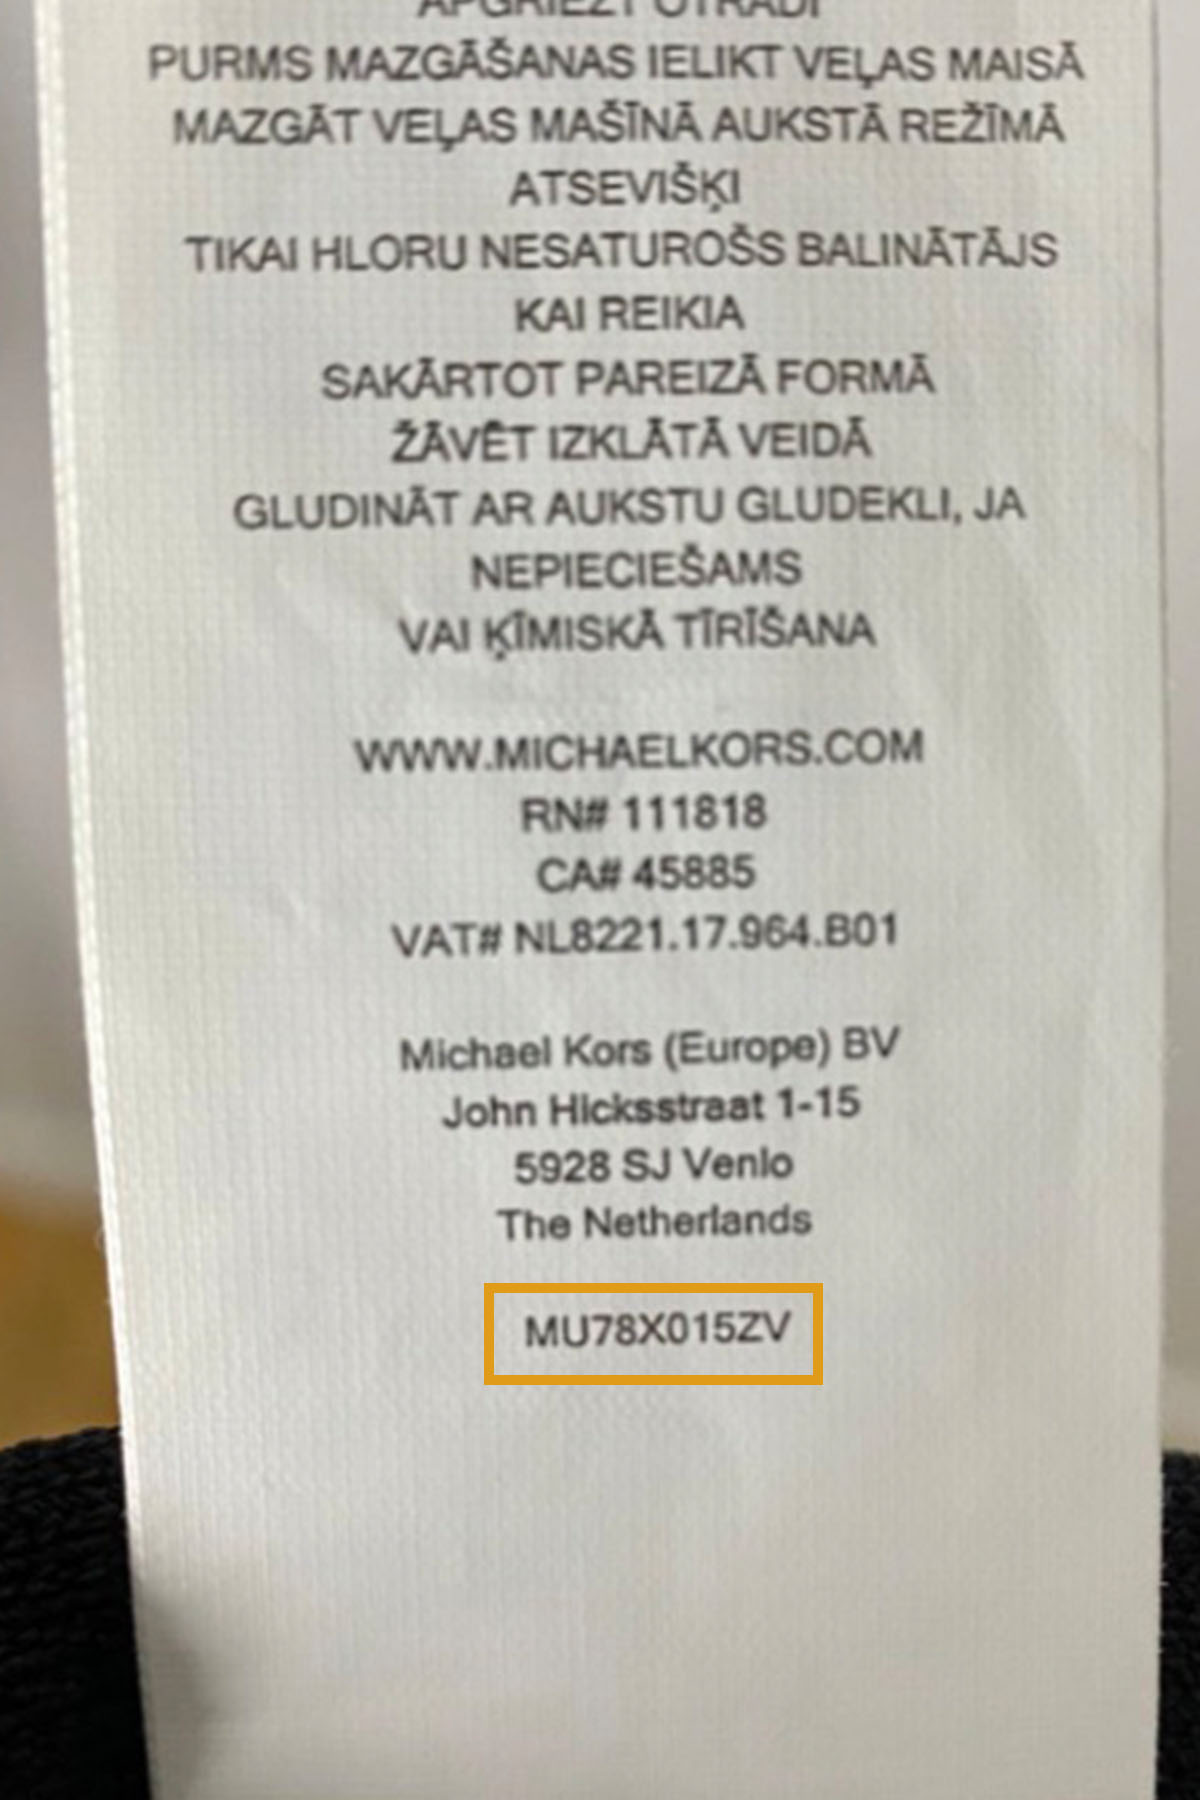 APGRIEZT OTRĀDI
PURMS MAZGĀŠANAS IELIKT VEĻAS MAISĀ
MAZGĀT VEĻAS MAŠĪNĀ AUKSTĀ REŽĪMĀ
ATSEVIŠĶI
TIKAI HLORU NESATUROŠS BALINĀTĀJS
KAI REIKIA
SAKĀRTOT PAREIZĀ FORMĀ
ŽĀVĒT IZKLĀTĀ VEIDĀ
GLUDINĀT AR AUKSTU GLUDEKLI, JA
NEPIECIEŠAMS
VAI ĶĪMISKĀ TĪRĪŠANA
WWW.MICHAELKORS.COM
RN# 111818
CA# 45885
VAT# NL8221.17.964.B01
Michael Kors (Europe) BV
John Hicksstraat 1-15
5928 SJ Venlo
The Netherlands
MU78X015ZV